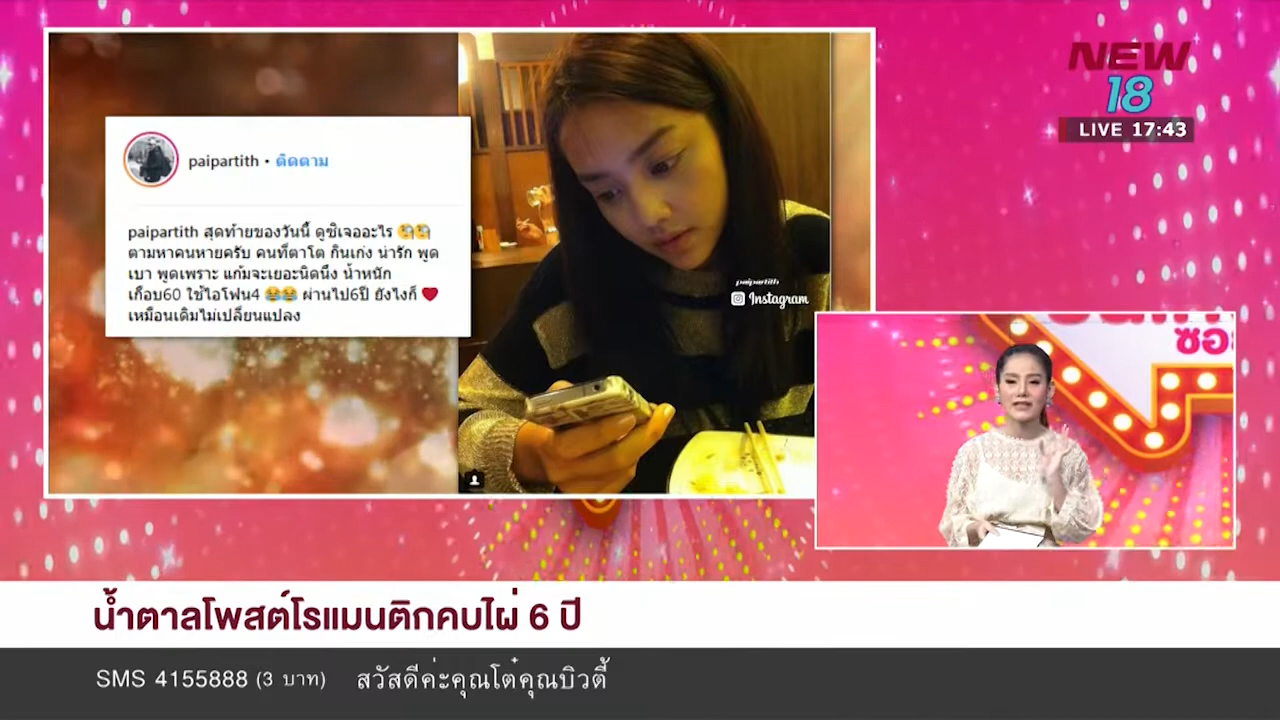 NEW
18
LIVE 17:43
paipartith • ติดตาม
paipartith สุดท้ายของวันนี้ ดูซิเจออะไร 🧐🧐
ตามหาคนหายครับ คนที่ตาโต กินเก่ง น่ารัก พูด
เบา พูดเพราะ แก้มจะเยอะนิดนึง น้ำหนัก
เกือบ60 ใช้ไอโฟน4 😭😭 ผ่านไป6ปี ยังไงก็ ❤️
เหมือนเดิมไม่เปลี่ยนแปลง
paipartith
Instagram
ซอย
น้ำตาลโพสต์โรแมนติกคบไผ่ 6 ปี
SMS 4155888 (3 บาท) สวัสดีค่ะคุณโต๋คุณบิวตี้